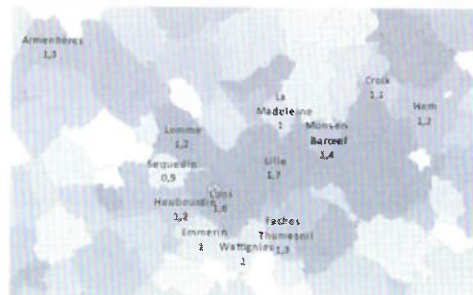 Armentières
1,3
Croix
1,1
La
Madeleine
1
Hem
1,2
Mons en
Baroeul
1,4
Lomme
1,2
Lille
1,7
Sequedin
0,9
Loos
1,6
Haubourdin
1,2
Faches
Thumesnil
1,3
Emmerin
1
Wattignies
1